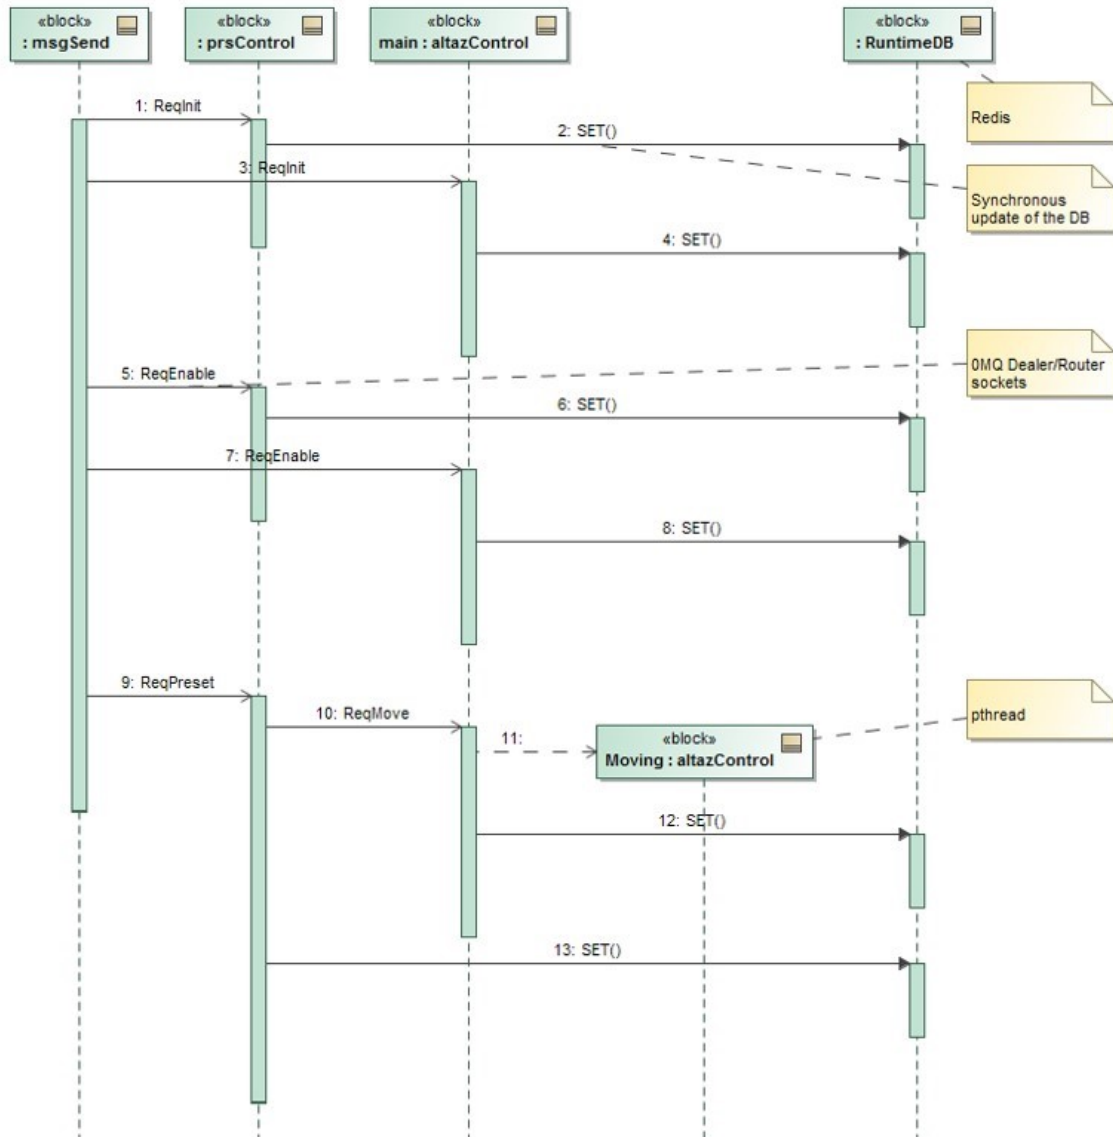 «block»
: msgSend
«block»
: prsControl
«block»
main : altazControl
«block»
: RuntimeDB
Redis
1: ReqInit
2: SET()
3: ReqInit
Synchronous
update of the DB
4: SET()
5: ReqEnable
0MQ Dealer/Router
sockets
6: SET()
7: ReqEnable
8: SET()
9: ReqPreset
10: ReqMove
11:
«block»
Moving : altazControl
pthread
12: SET()
13: SET()